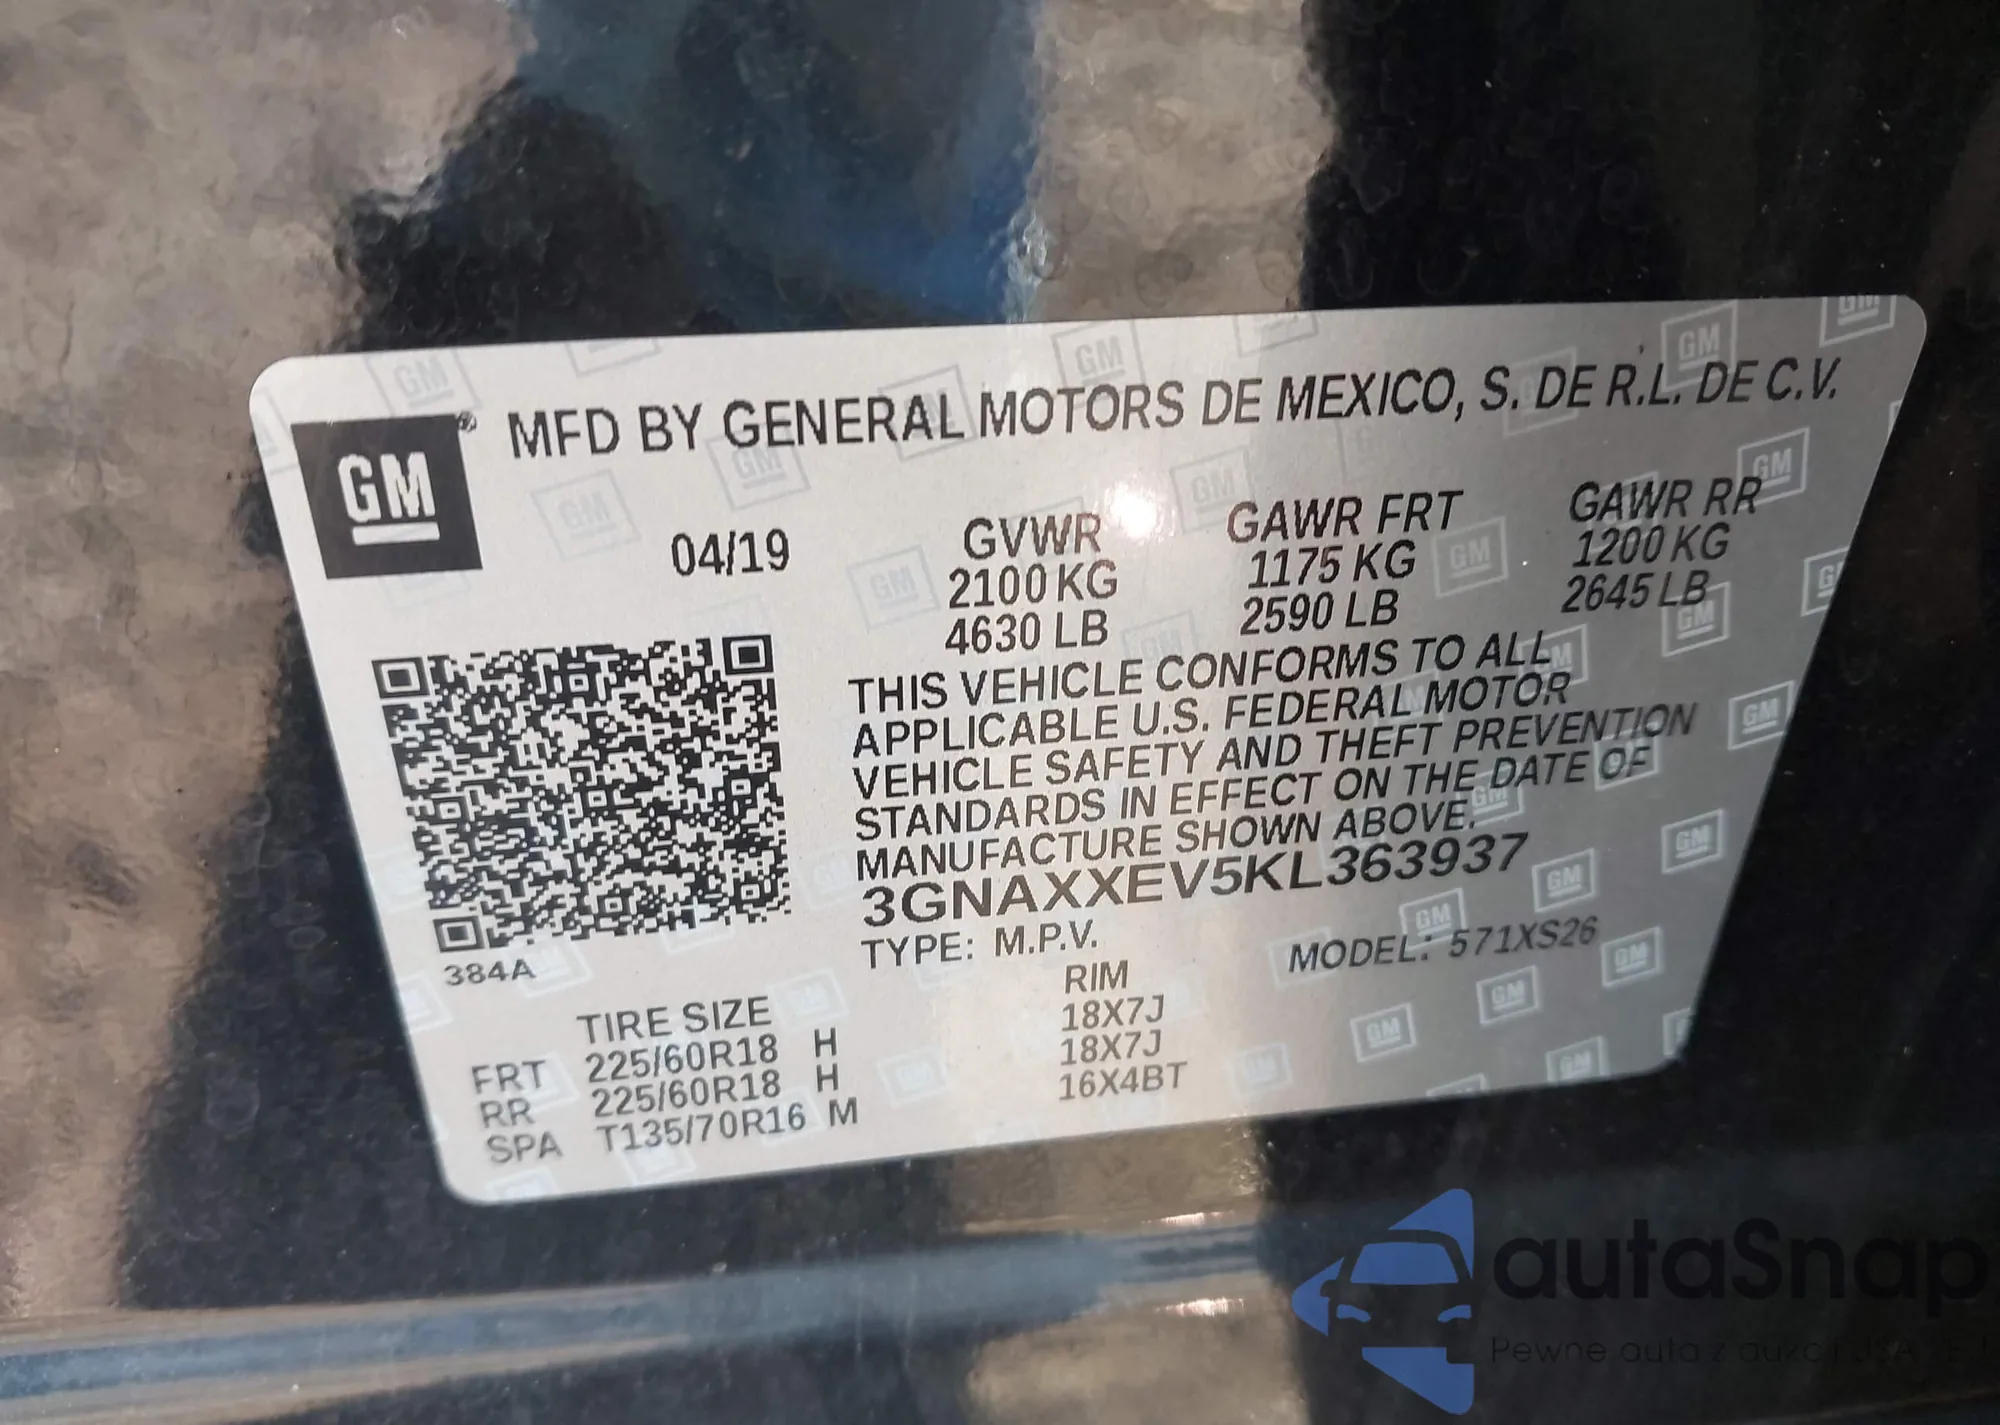 GM ® MFD BY GENERAL MOTORS DE MEXICO, S. DE R.L. DE C.V.
04/19
GVWR
2100 KG
4630 LB
GAWR FRT
1175 KG
2590 LB
GAWR RR
1200 KG
2645 LB
THIS VEHICLE CONFORMS TO ALL
APPLICABLE U.S. FEDERAL MOTOR
VEHICLE SAFETY AND THEFT PREVENTION
STANDARDS IN EFFECT ON THE DATE OF
MANUFACTURE SHOWN ABOVE.
3GNAXXEV5KL363937
TYPE: M.P.V. MODEL: 571XS26
384A
TIRE SIZE RIM
FRT 225/60R18 H 18X7J
RR 225/60R18 H 18X7J
SPA T135/70R16 M 16X4BT
autaSnap
Pewne auta z